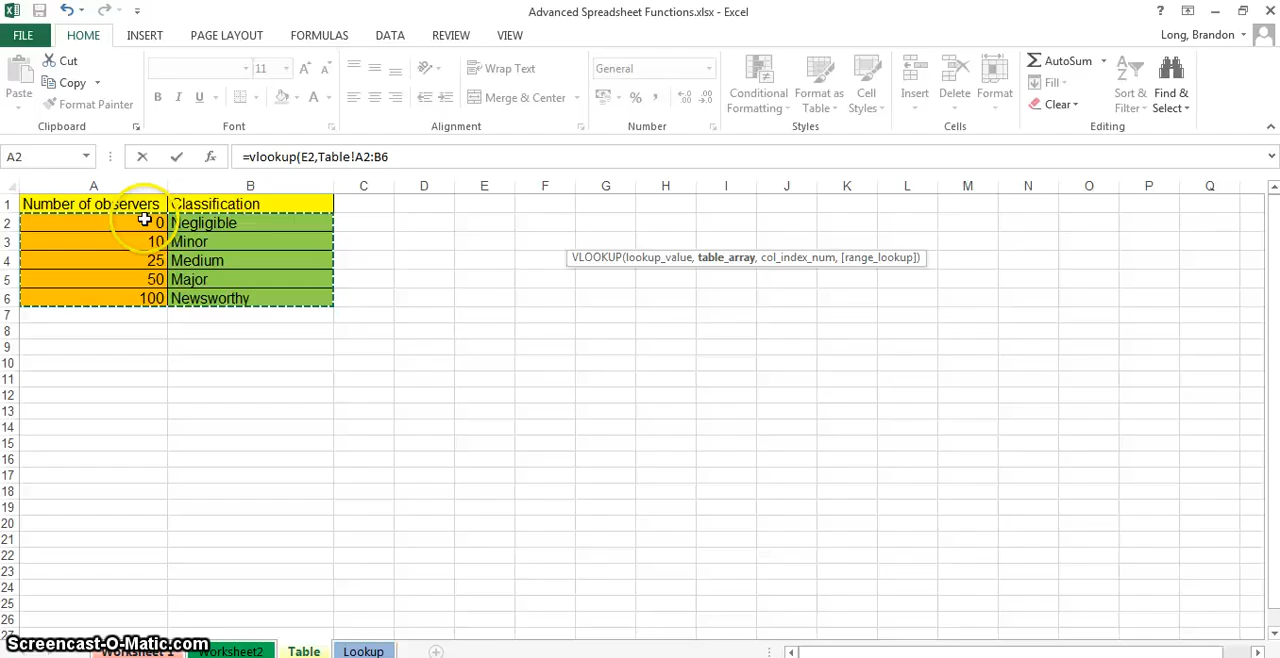 Advanced Spreadsheet Functions.xlsx - Excel
?
FILE HOME INSERT PAGE LAYOUT FORMULAS DATA REVIEW VIEW Long, Brandon
Paste
Cut
Copy
Format Painter
Clipboard
11 A A
B I U A
Font
Wrap Text
Merge & Center
Alignment
General
% , .00
Number
Conditional Formatting
Format as Table
Cell Styles
Styles
Insert Delete Format
Cells
AutoSum
Fill
Clear
Sort & Filter
Find & Select
Editing
A2 fx =vlookup(E2,Table!A2:B6
A B C D E F G H I J K L M N O P Q
1 Number of observers Classification
2 0 Negligible
3 10 Minor
4 25 Medium
5 50 Major
6 100 Newsworthy
VLOOKUP(lookup_value, table_array, col_index_num, [range_lookup])
7
8
9
10
11
12
13
14
15
16
17
18
19
20
21
22
23
24
25
26
27
Screencast-O-Matic.com
Worksheet 1 Worksheet2 Table Lookup